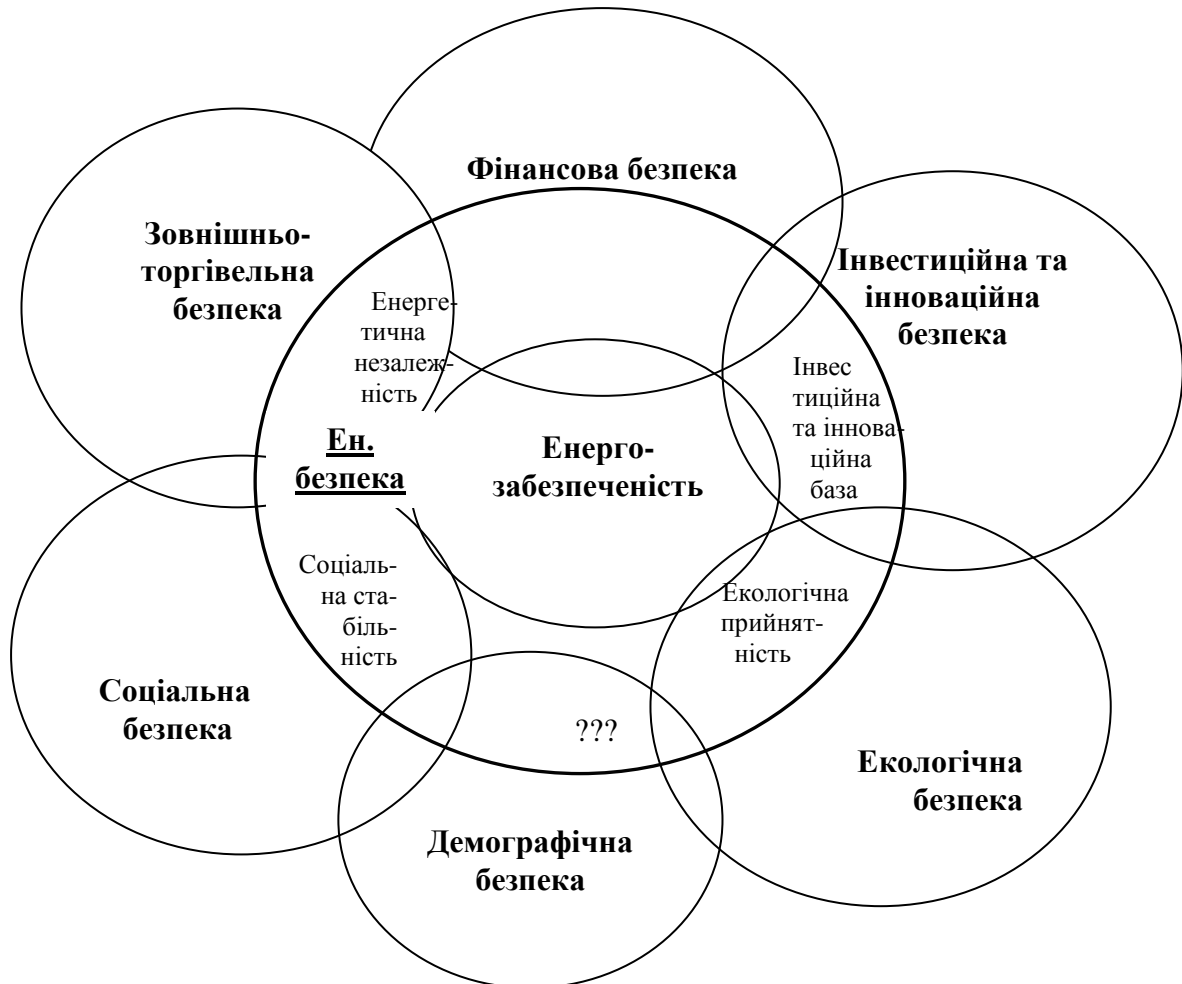 Фінансова безпека
Зовнішньо-
торгівельна
безпека
Інвестиційна та
інноваційна
безпека
Енерге-
тична
незалеж-
ність
Інвес
тиційна
та іннова-
ційна
база
Ен.
безпека
Енерго-
забезпеченість
Соціаль-
на ста-
біль-
ність
Екологічна
прийнят-
ність
Соціальна
безпека
???
Екологічна
безпека
Демографічна
безпека